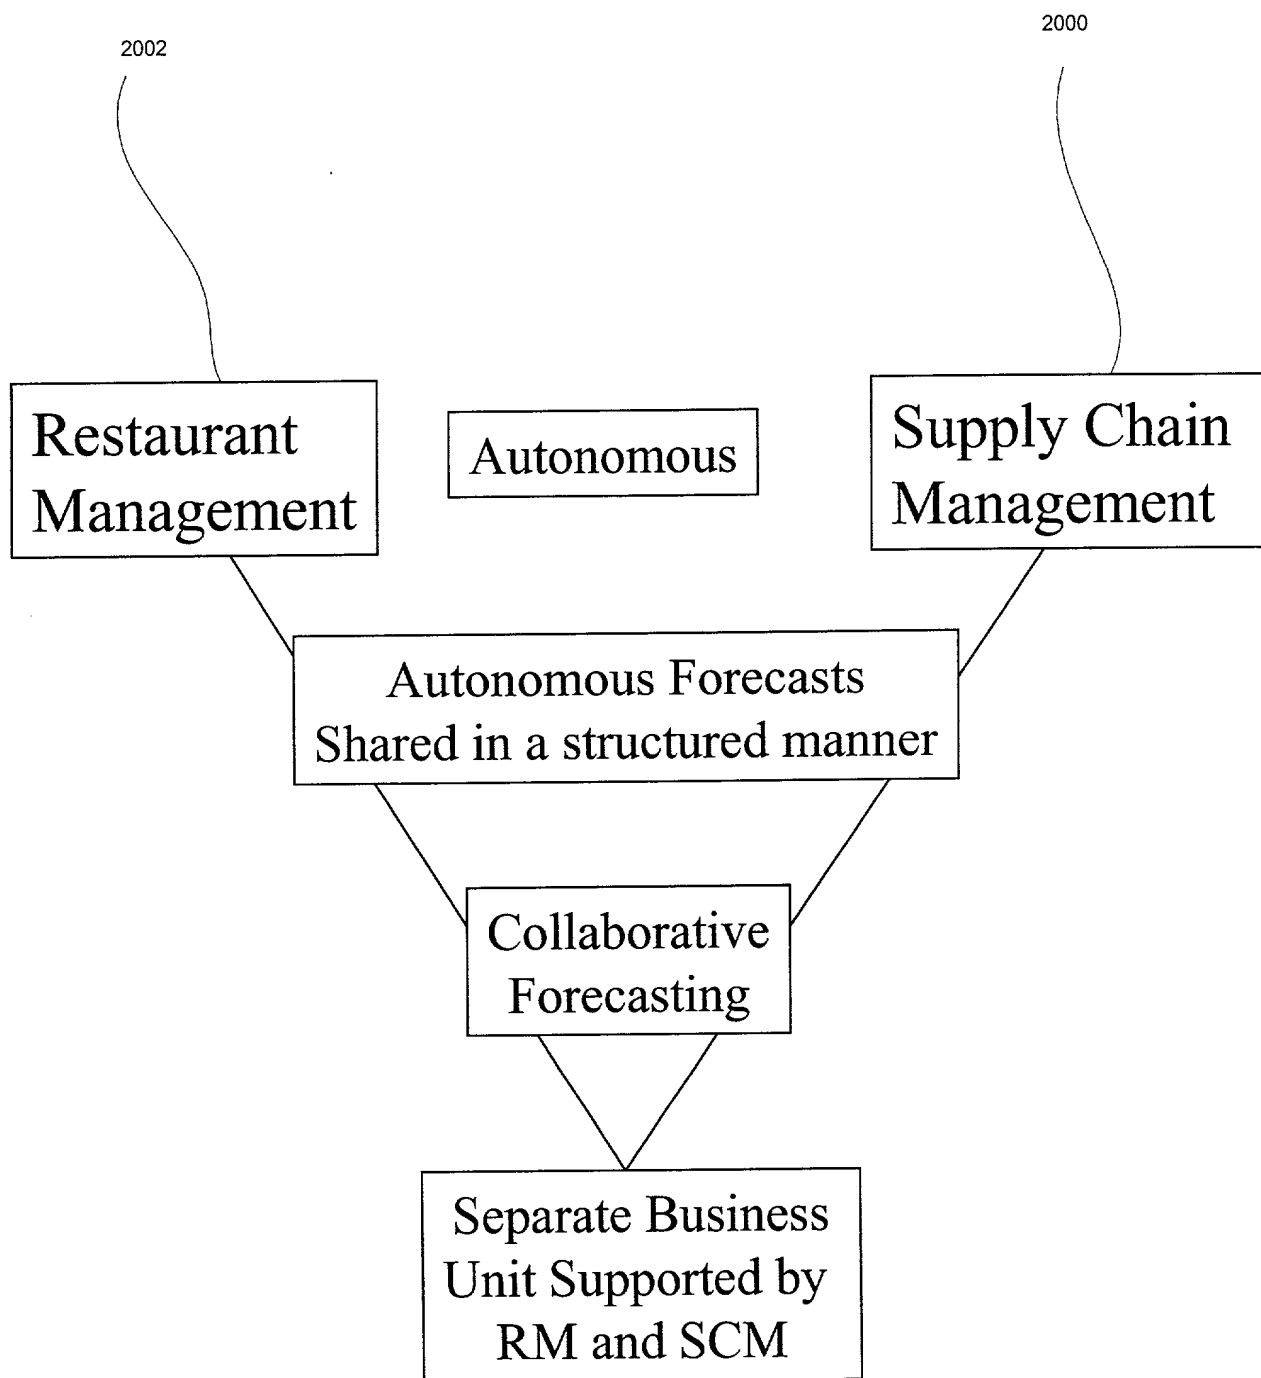 2002
2000
Restaurant
Management
Autonomous
Supply Chain
Management
Autonomous Forecasts
Shared in a structured manner
Collaborative
Forecasting
Separate Business
Unit Supported by
RM and SCM